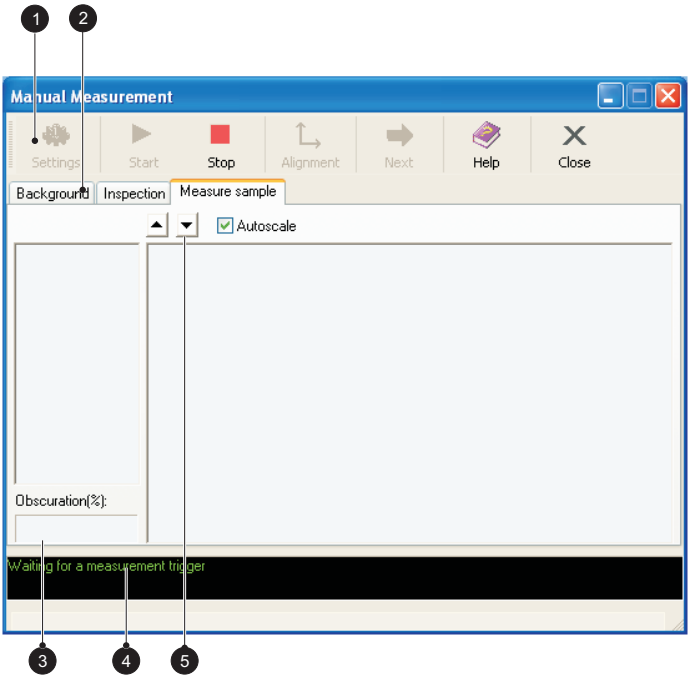 1 2
Manual Measurement
Settings Start Stop Alignment Next Help Close
Background Inspection Measure sample
Autoscale
Obscuration(%):
Waiting for a measurement trigger
3 4 5